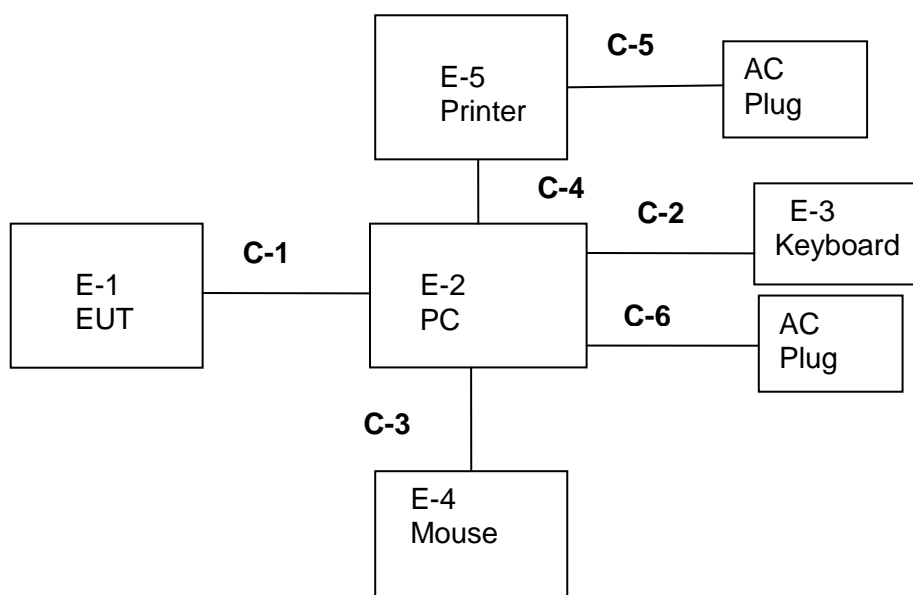 C-5
E-5
Printer
AC
Plug
C-4
C-2
E-3
Keyboard
C-1
E-1
EUT
E-2
PC
C-6
AC
Plug
C-3
E-4
Mouse